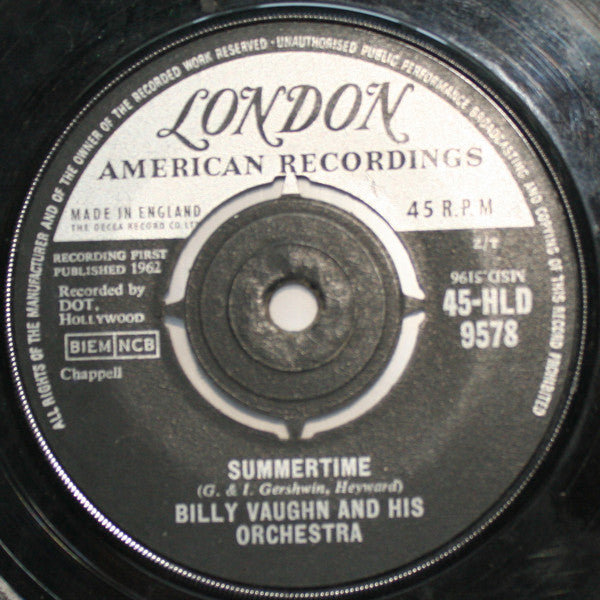 ALL RIGHTS OF THE MANUFACTURER AND OF THE OWNER OF THE RECORDED WORK RESERVED · UNAUTHORISED PUBLIC PERFORMANCE BROADCASTING AND COPYING OF THIS RECORD PROHIBITED
LONDON
AMERICAN RECORDINGS
MADE IN ENGLAND
THE DECCA RECORD CO. LTD
45 R.P.M
RECORDING FIRST
PUBLISHED 1962
Recorded by
DOT,
HOLLYWOOD
BIEM NCB
Chappell
45-HLD
9578
SUMMERTIME
(G. & I. Gershwin, Heyward)
BILLY VAUGHN AND HIS
ORCHESTRA